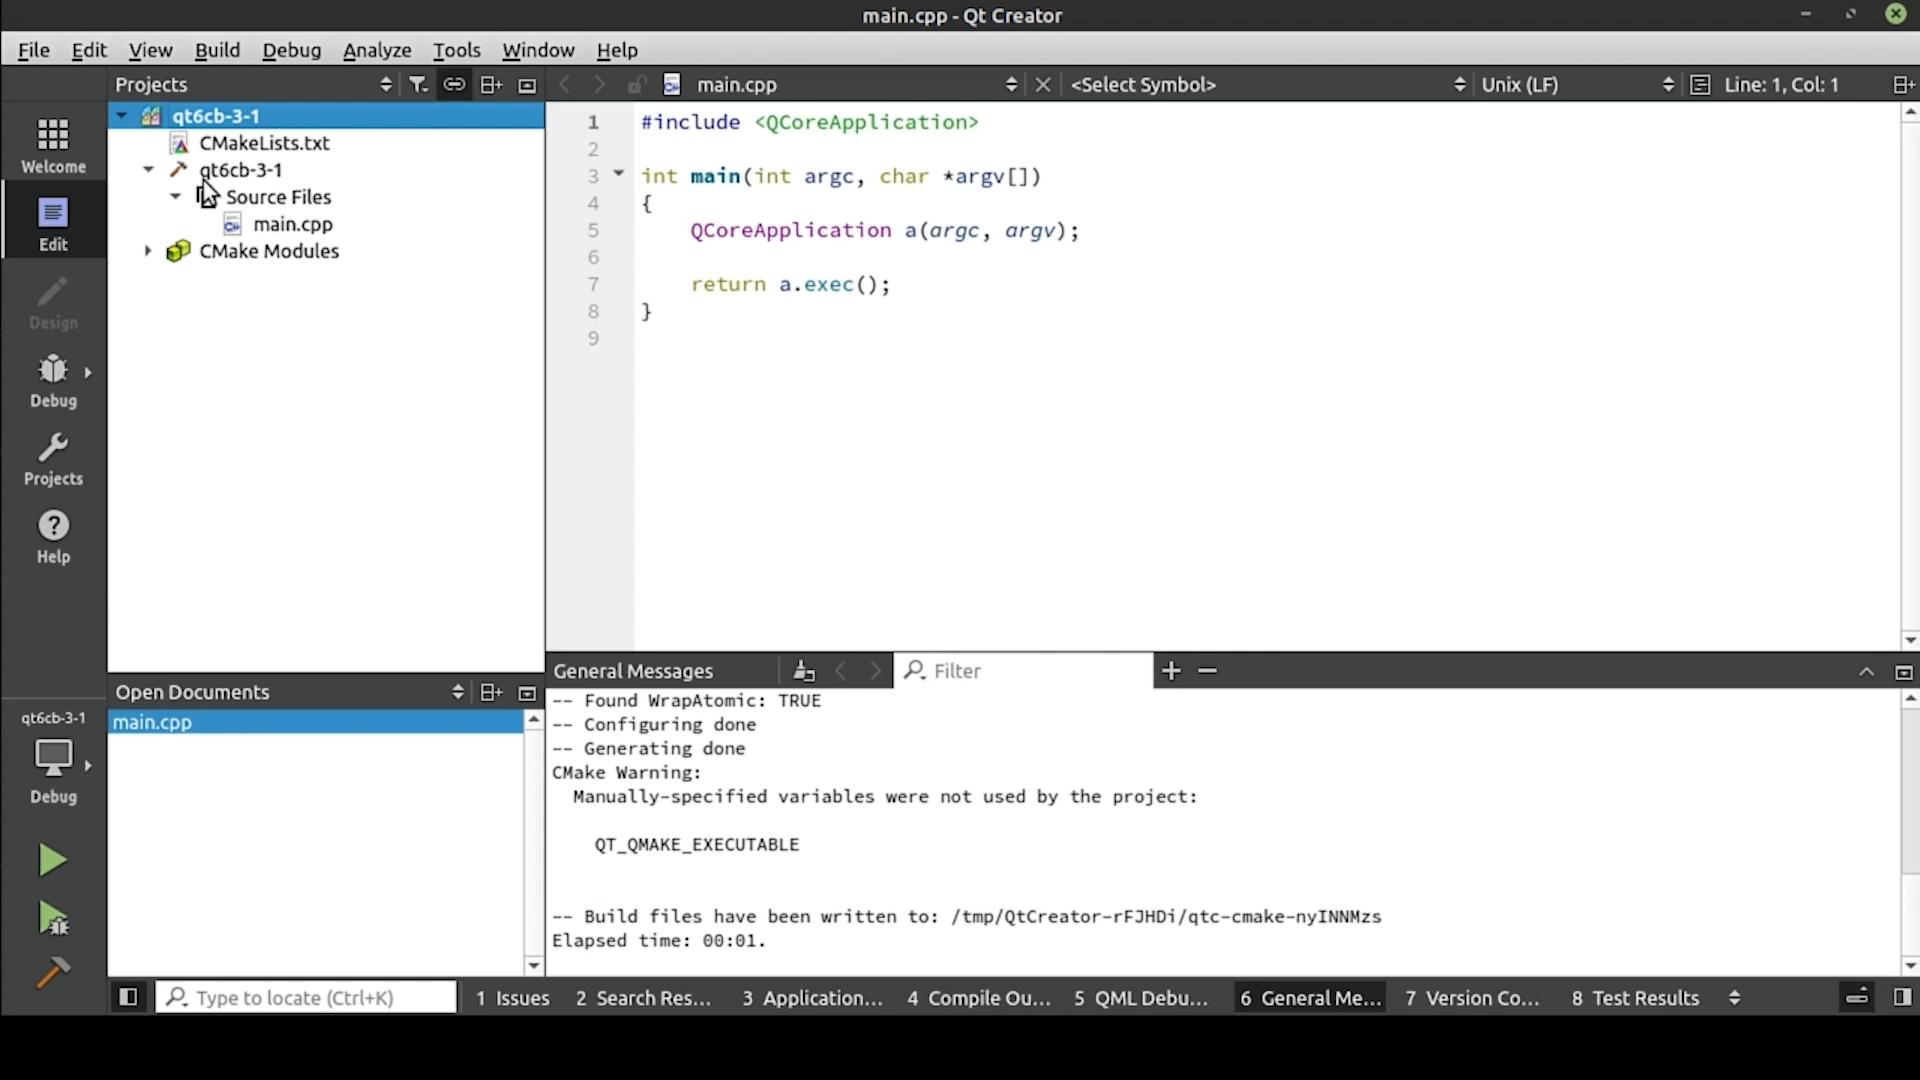 main.cpp - Qt Creator
File Edit View Build Debug Analyze Tools Window Help
Projects
main.cpp
<Select Symbol>
Unix (LF)
Line: 1, Col: 1
Welcome
Edit
Design
Debug
Projects
Help
qt6cb-3-1
CMakeLists.txt
qt6cb-3-1
Source Files
main.cpp
CMake Modules
1 #include <QCoreApplication>
2
3 int main(int argc, char *argv[])
4 {
5     QCoreApplication a(argc, argv);
6
7     return a.exec();
8 }
9
Open Documents
main.cpp
qt6cb-3-1
Debug
General Messages
Filter
-- Found WrapAtomic: TRUE
-- Configuring done
-- Generating done
CMake Warning:
  Manually-specified variables were not used by the project:
    QT_QMAKE_EXECUTABLE
-- Build files have been written to: /tmp/QtCreator-rFJHDi/qtc-cmake-nyINNMzs
Elapsed time: 00:01.
Type to locate (Ctrl+K)
1 Issues
2 Search Res...
3 Application...
4 Compile Ou...
5 QML Debu...
6 General Me...
7 Version Co...
8 Test Results